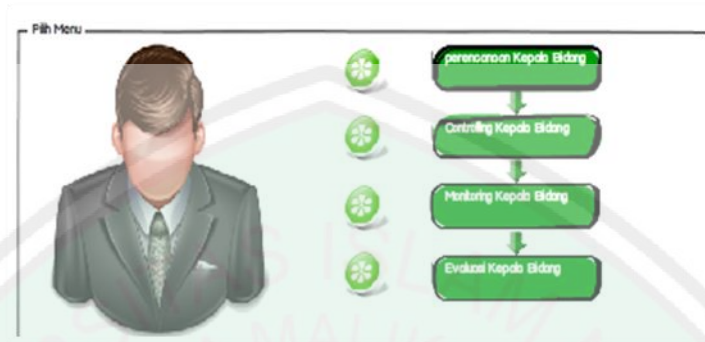 Pilih Menu
perencanaan Kepala Bidang
Controlling Kepala Bidang
Monitoring Kepala Bidang
Evaluasi Kepala Bidang